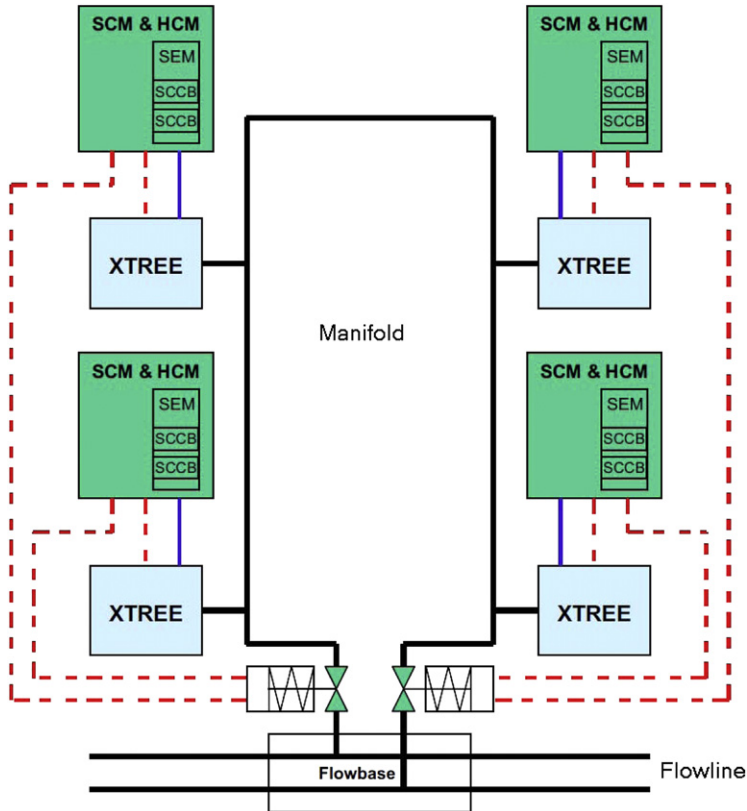 SCM & HCM
SEM
SCCB
SCCB
SCM & HCM
SEM
SCCB
SCCB
XTREE
XTREE
Manifold
SCM & HCM
SEM
SCCB
SCCB
SCM & HCM
SEM
SCCB
SCCB
XTREE
XTREE
Flowbase
Flowline